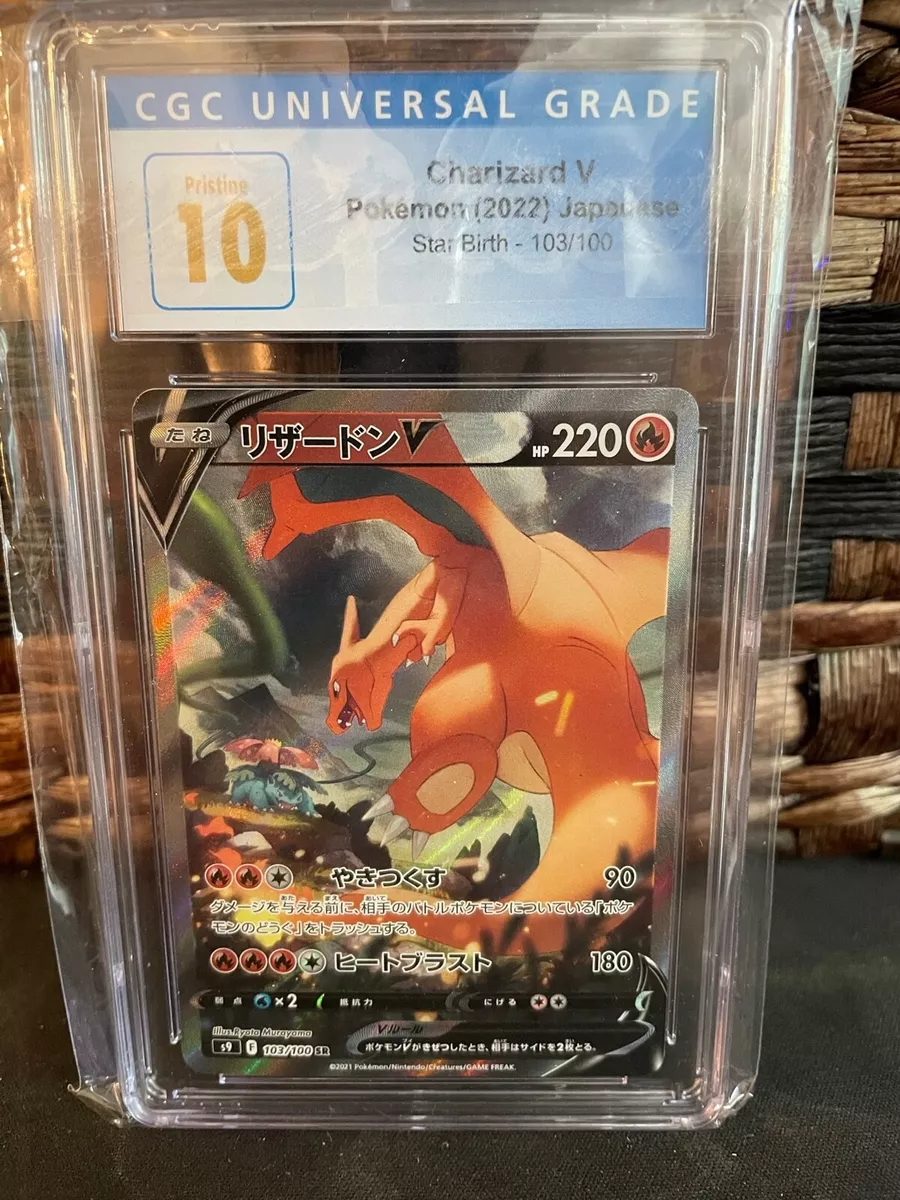 CGC UNIVERSAL GRADE
Pristine
10
Charizard V
Pokémon (2022) Japanese
Star Birth - 103/100
たね
リザードンV
HP 220
やきつくす 90
ダメージを与える前に、相手のバトルポケモンについている「ポケ
モンのどうぐ」をトラッシュする。
ヒートブラスト 180
弱点 ×2 抵抗力 にげる
Illus. Ryota Murayama
Vルール
s9 F 103/100 SR
ポケモンVがきぜつしたとき、相手はサイドを2枚とる。
©2021 Pokémon/Nintendo/Creatures/GAME FREAK.